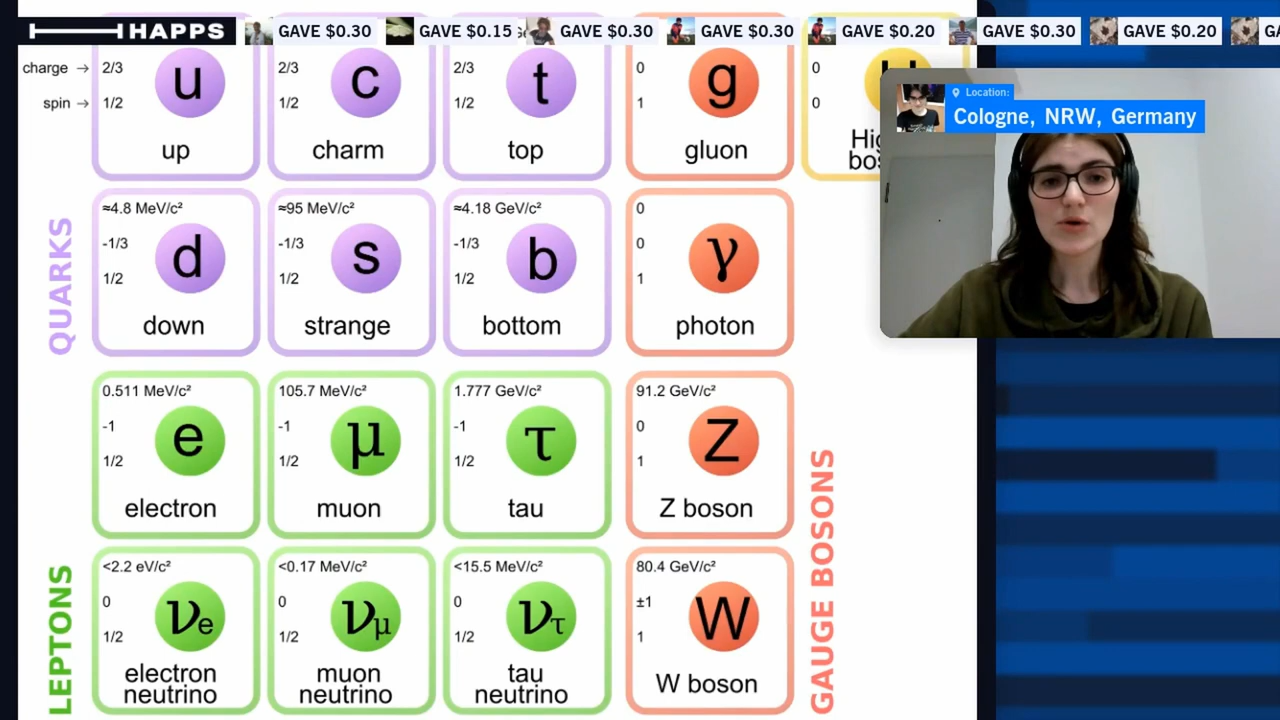 HAPPS
GAVE $0.30
GAVE $0.15
GAVE $0.30
GAVE $0.30
GAVE $0.20
GAVE $0.30
GAVE $0.20
charge →
spin →
2/3
1/2
u
up
2/3
1/2
c
charm
2/3
1/2
t
top
0
1
g
gluon
0
0
Location:
Cologne, NRW, Germany
QUARKS
≈4.8 MeV/c²
-1/3
1/2
d
down
≈95 MeV/c²
-1/3
1/2
s
strange
≈4.18 GeV/c²
-1/3
1/2
b
bottom
0
0
1
γ
photon
LEPTONS
0.511 MeV/c²
-1
1/2
e
electron
105.7 MeV/c²
-1
1/2
μ
muon
1.777 GeV/c²
-1
1/2
τ
tau
91.2 GeV/c²
0
1
Z
Z boson
GAUGE BOSONS
<2.2 eV/c²
0
1/2
νe
electron
neutrino
<0.17 MeV/c²
0
1/2
νμ
muon
neutrino
<15.5 MeV/c²
0
1/2
ντ
tau
neutrino
80.4 GeV/c²
±1
1
W
W boson